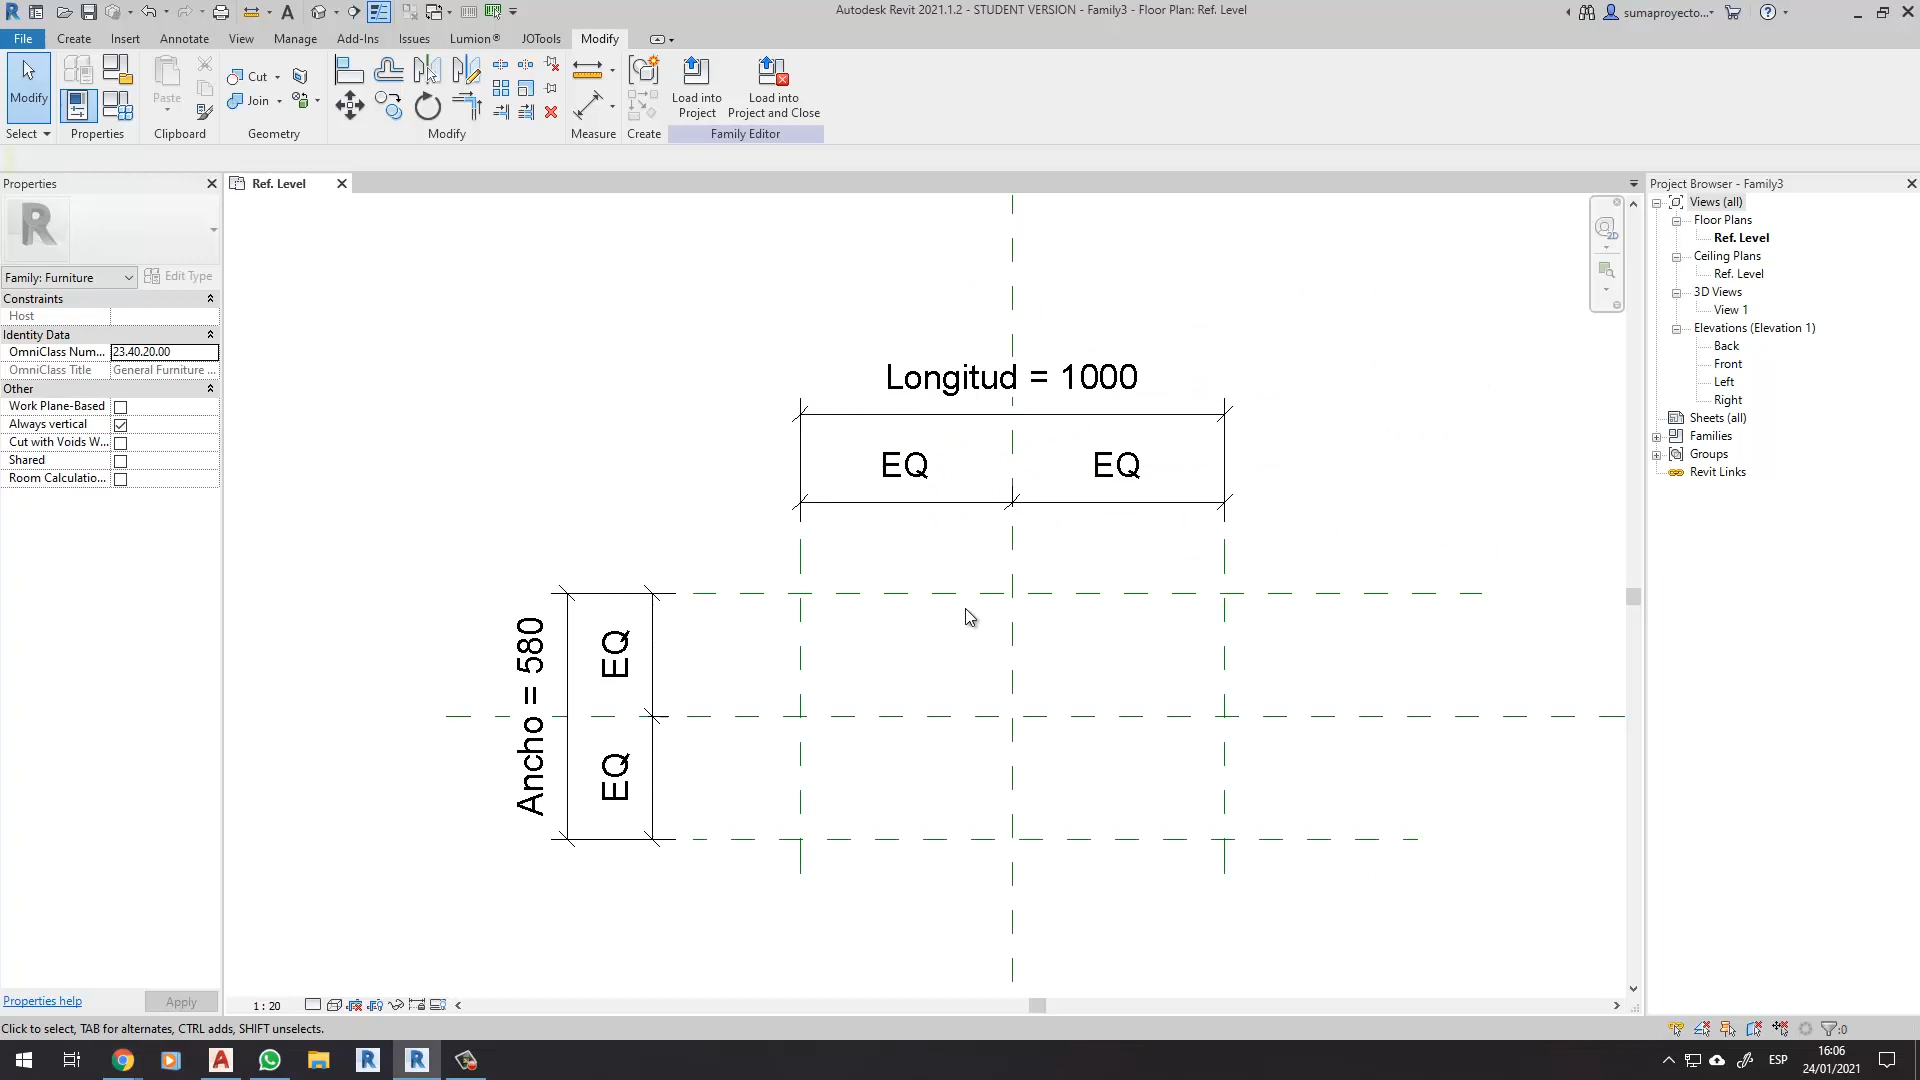 Autodesk Revit 2021.1.2 - STUDENT VERSION - Family3 - Floor Plan: Ref. Level
sumaproyecto...
File Create Insert Annotate View Manage Add-Ins Issues Lumion® JOTools Modify
Modify
Paste
Cut
Join
Load into Project
Load into Project and Close
Select Properties Clipboard Geometry Modify Measure Create Family Editor
Properties
Ref. Level
Project Browser - Family3
Family: Furniture
Edit Type
Constraints
Host
Identity Data
OmniClass Num... 23.40.20.00
OmniClass Title General Furniture ...
Other
Work Plane-Based
Always vertical
Cut with Voids W...
Shared
Room Calculatio...
Properties help
Apply
Longitud = 1000
EQ EQ
Ancho = 580
EQ
EQ
2D
Views (all)
Floor Plans
Ref. Level
Ceiling Plans
Ref. Level
3D Views
View 1
Elevations (Elevation 1)
Back
Front
Left
Right
Sheets (all)
Families
Groups
Revit Links
1 : 20
Click to select, TAB for alternates, CTRL adds, SHIFT unselects.
:0
ESP
16:06
24/01/2021